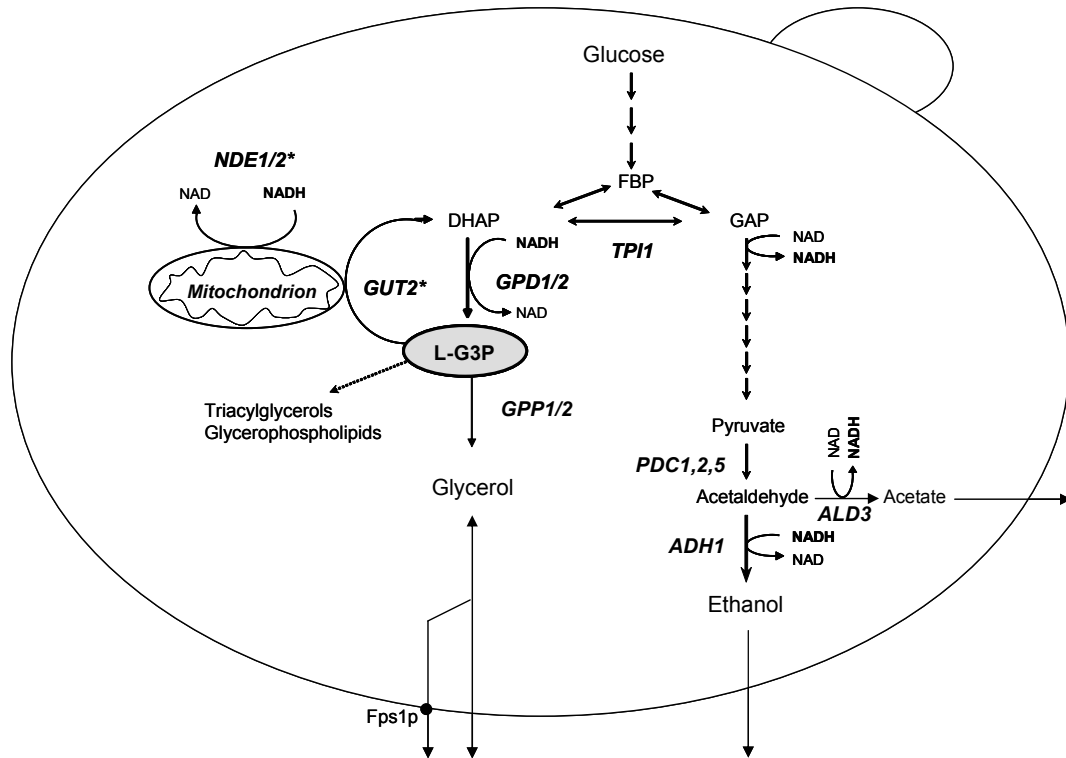 Glucose
NDE1/2*
NAD
NADH
FBP
DHAP
GAP
NADH
NAD
NADH
TPI1
GUT2*
GPD1/2
Mitochondrion
NAD
L-G3P
Triacylglycerols
Glycerophospholipids
GPP1/2
Pyruvate
NAD
NADH
PDC1,2,5
Glycerol
Acetaldehyde
Acetate
ALD3
ADH1
NADH
NAD
Ethanol
Fps1p